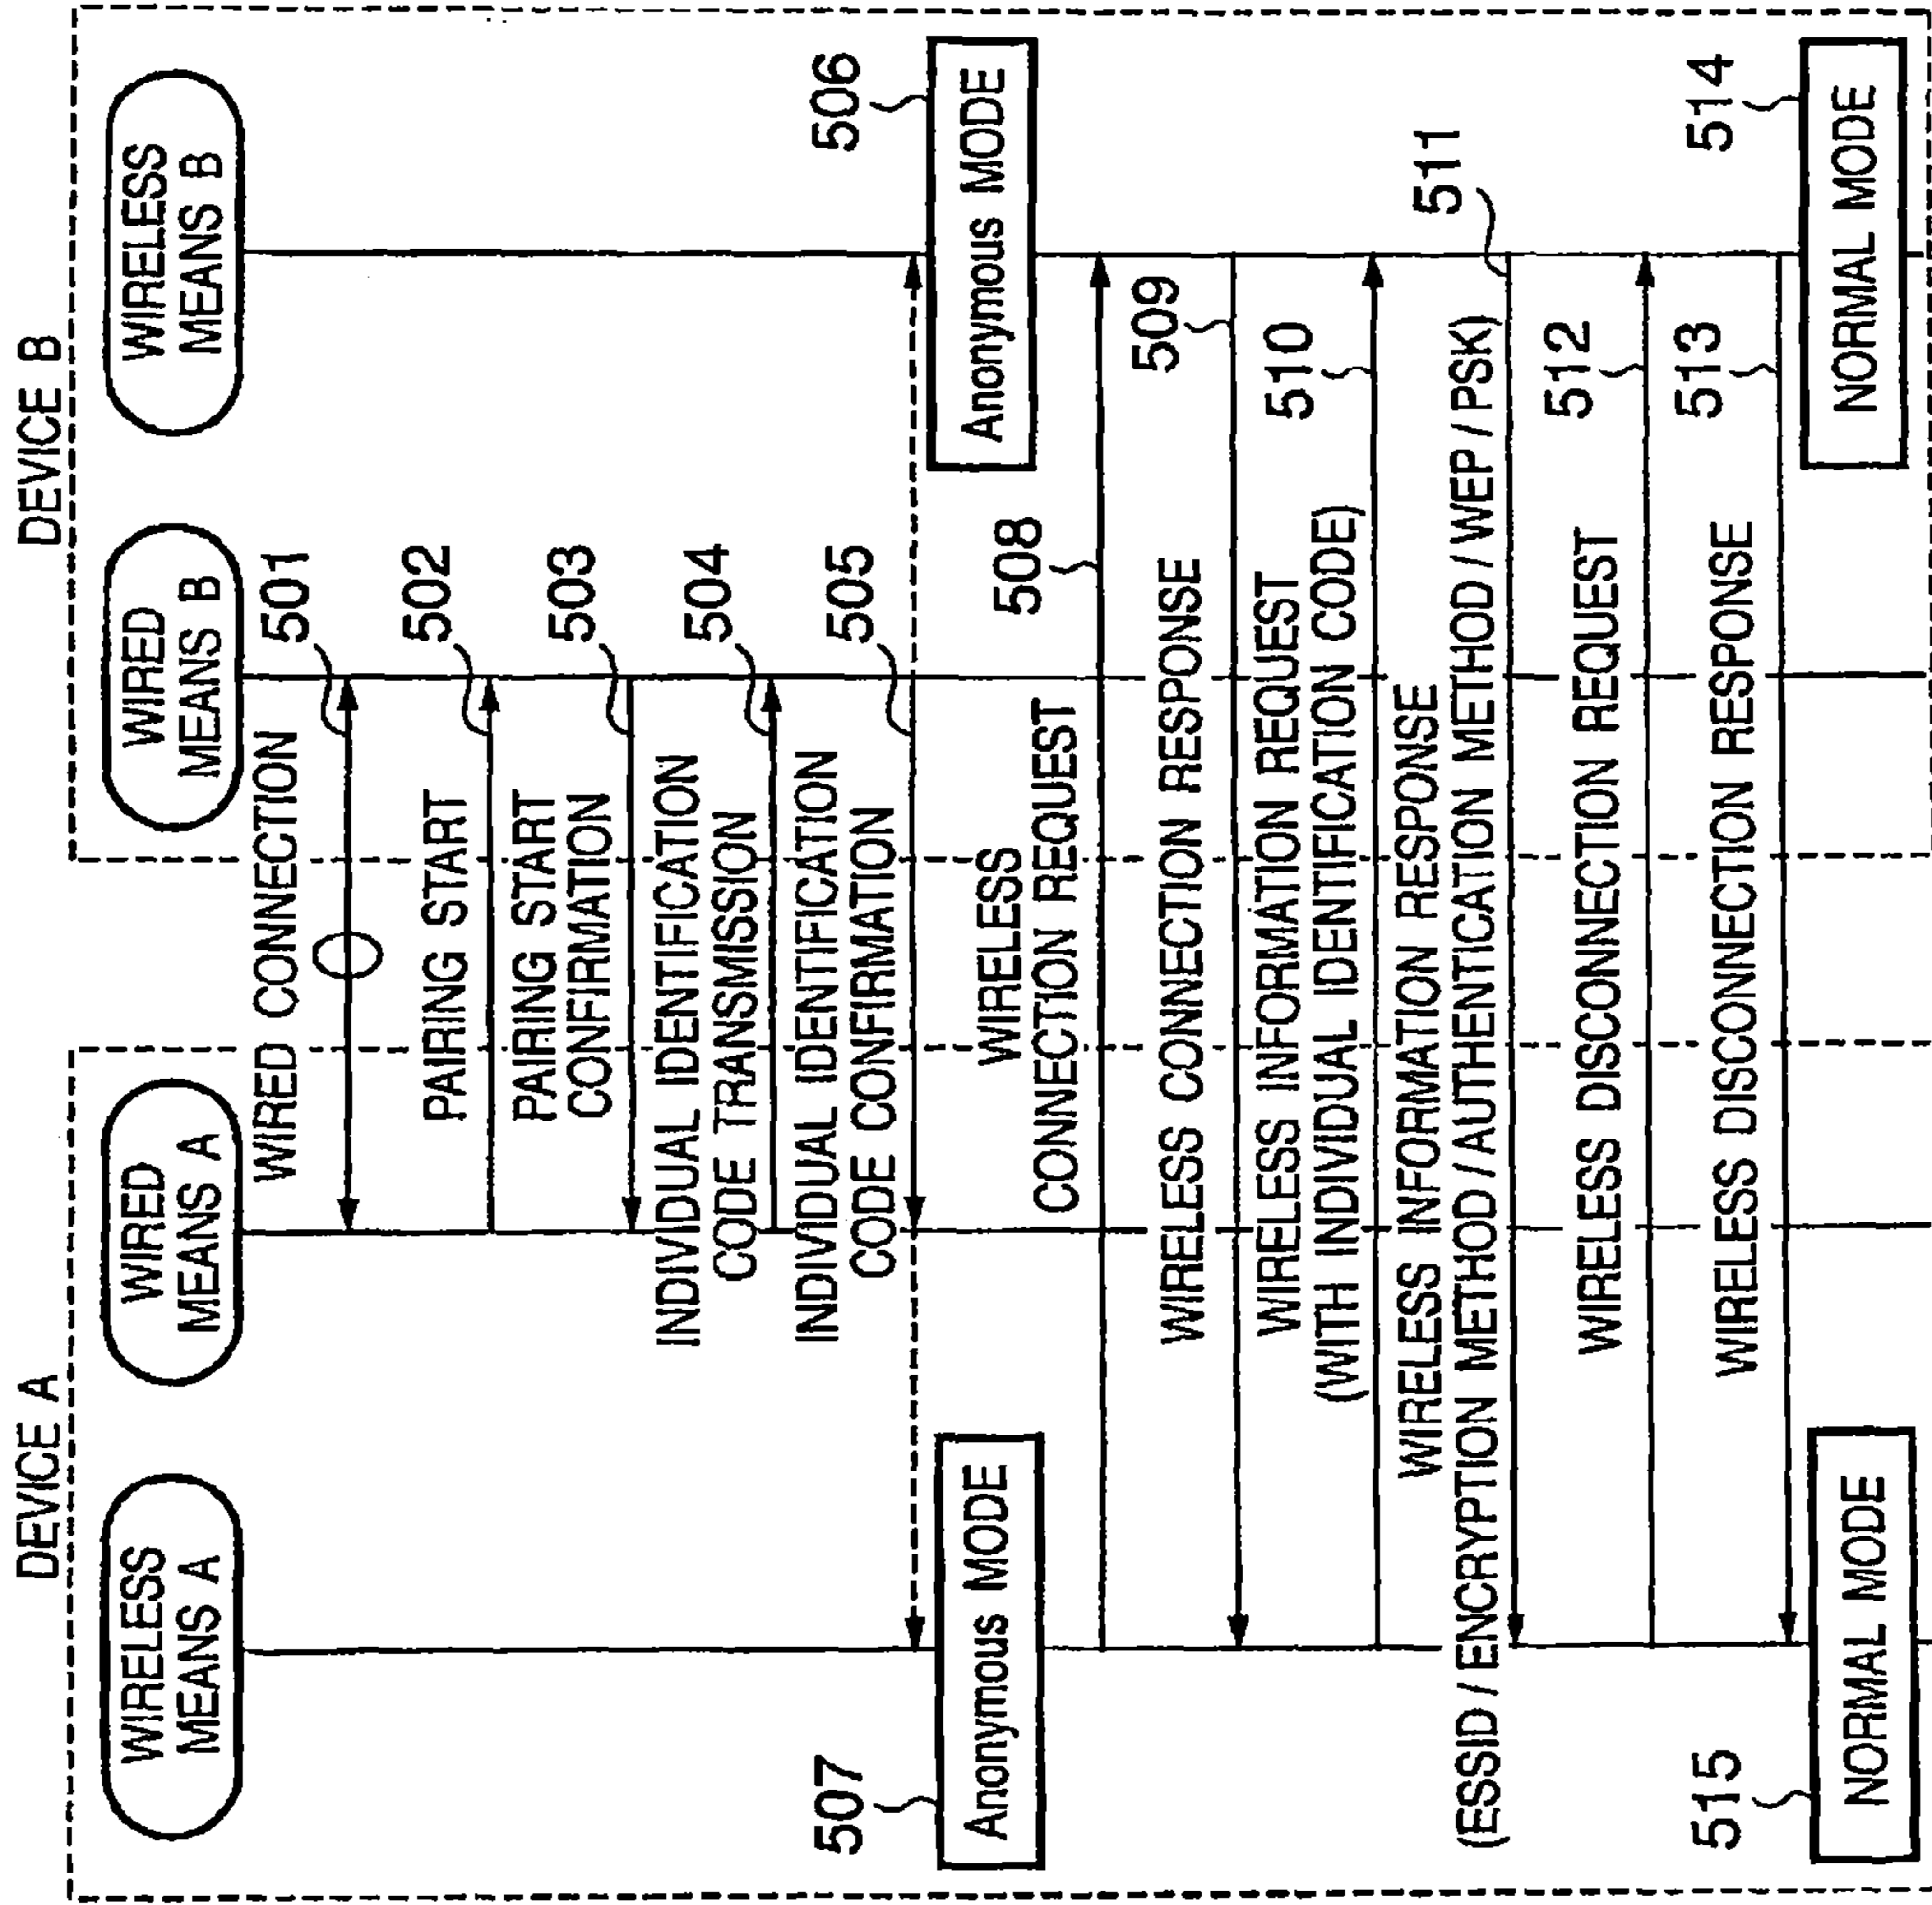 DEVICE A
DEVICE B
WIRELESS
MEANS A
WIRED
MEANS A
WIRED
MEANS B
WIRELESS
MEANS B
WIRED CONNECTION
501
PAIRING START
502
PAIRING START
CONFIRMATION
503
INDIVIDUAL IDENTIFICATION
CODE TRANSMISSION
504
INDIVIDUAL IDENTIFICATION
CODE CONFIRMATION
505
507
Anonymous MODE
506
Anonymous MODE
WIRELESS
CONNECTION REQUEST
508
WIRELESS CONNECTION RESPONSE
509
WIRELESS INFORMATION REQUEST
(WITH INDIVIDUAL IDENTIFICATION CODE)
510
WIRELESS INFORMATION RESPONSE
(ESSID / ENCRYPTION METHOD / AUTHENTICATION METHOD / WEP / PSK)
511
WIRELESS DISCONNECTION REQUEST
512
WIRELESS DISCONNECTION RESPONSE
513
515
NORMAL MODE
514
NORMAL MODE